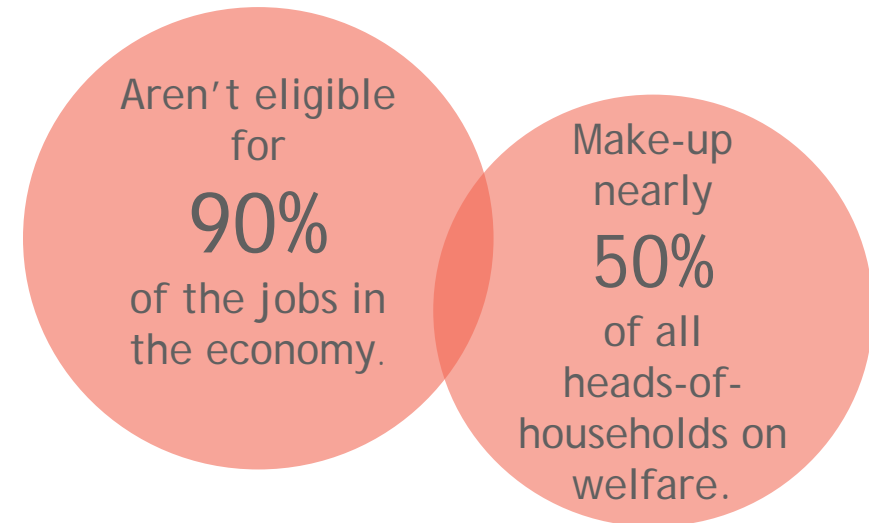 Aren't eligible
for
90%
of the jobs in
the economy.
Make-up
nearly
50%
of all
heads-of-
households on
welfare.